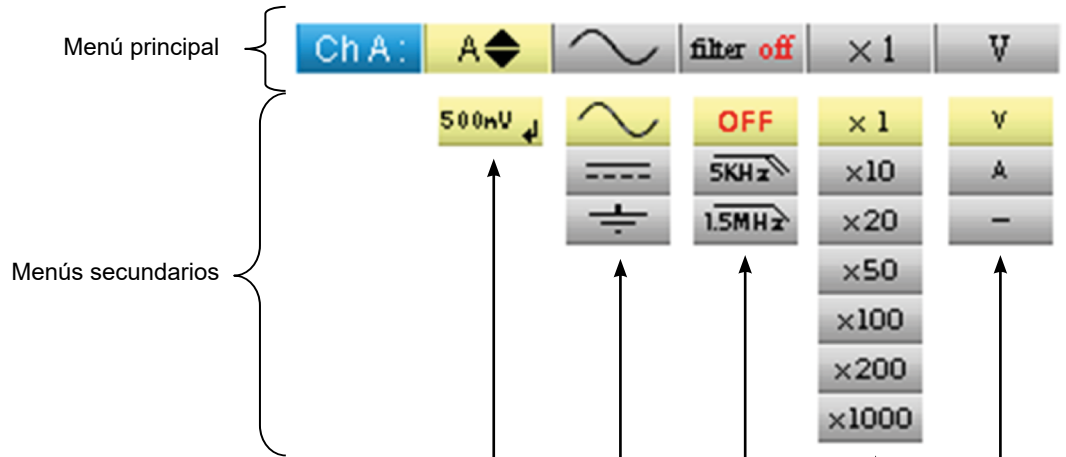 Menú principal
Ch A: A filter off ×1 V
Menús secundarios
500mV OFF ×1 V
5KHz ×10 A
1.5MHz ×20 –
×50
×100
×200
×1000